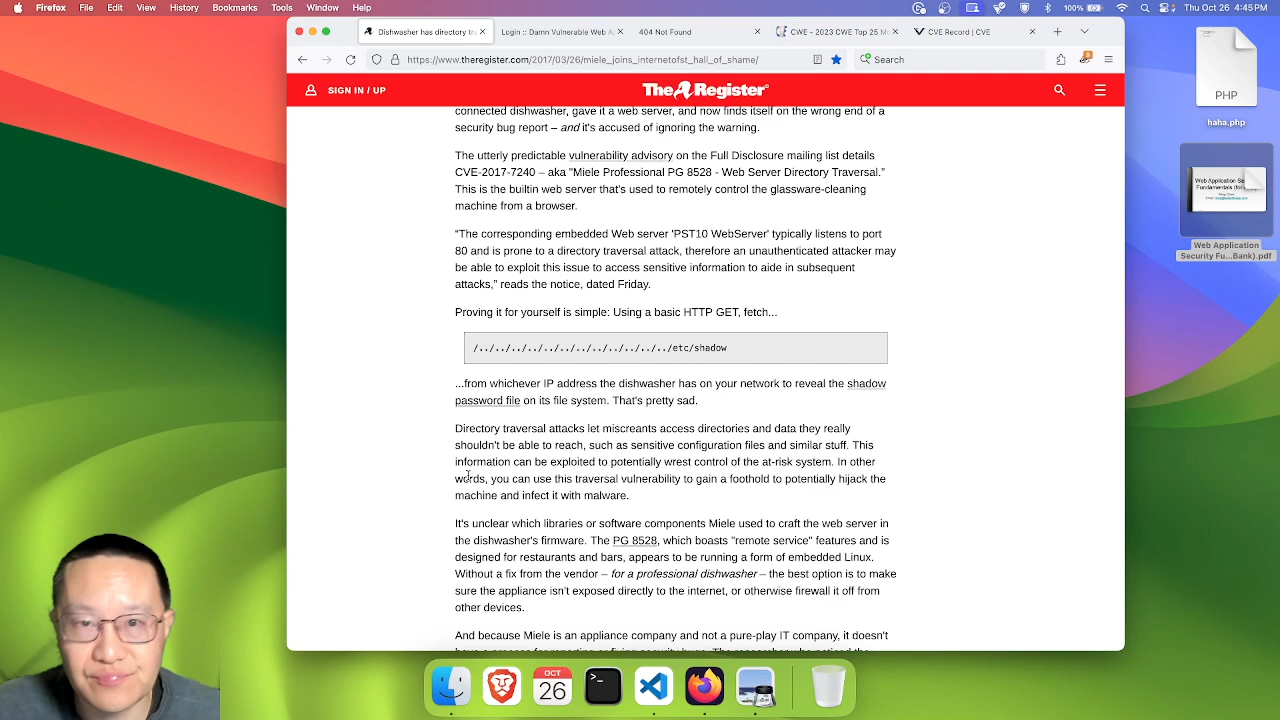 Firefox File Edit View History Bookmarks Tools Window Help
100% Thu Oct 26 4:45 PM
Dishwasher has directory tr
Login :: Damn Vulnerable Web A
404 Not Found
CWE - 2023 CWE Top 25 M
CVE Record | CVE
https://www.theregister.com/2017/03/26/miele_joins_internetofst_hall_of_shame/
Search
SIGN IN / UP
The Register
connected dishwasher, gave it a web server, and now finds itself on the wrong end of a
security bug report – and it's accused of ignoring the warning.
The utterly predictable vulnerability advisory on the Full Disclosure mailing list details
CVE-2017-7240 – aka "Miele Professional PG 8528 - Web Server Directory Traversal."
This is the builtin web server that's used to remotely control the glassware-cleaning
machine from a browser.
"The corresponding embedded Web server 'PST10 WebServer' typically listens to port
80 and is prone to a directory traversal attack, therefore an unauthenticated attacker may
be able to exploit this issue to access sensitive information to aide in subsequent
attacks," reads the notice, dated Friday.
Proving it for yourself is simple: Using a basic HTTP GET, fetch...
/../../../../../../../../../../../../etc/shadow
...from whichever IP address the dishwasher has on your network to reveal the shadow
password file on its file system. That's pretty sad.
Directory traversal attacks let miscreants access directories and data they really
shouldn't be able to reach, such as sensitive configuration files and similar stuff. This
information can be exploited to potentially wrest control of the at-risk system. In other
words, you can use this traversal vulnerability to gain a foothold to potentially hijack the
machine and infect it with malware.
It's unclear which libraries or software components Miele used to craft the web server in
the dishwasher's firmware. The PG 8528, which boasts "remote service" features and is
designed for restaurants and bars, appears to be running a form of embedded Linux.
Without a fix from the vendor – for a professional dishwasher – the best option is to make
sure the appliance isn't exposed directly to the internet, or otherwise firewall it off from
other devices.
And because Miele is an appliance company and not a pure-play IT company, it doesn't
PHP
haha.php
Web Application Se
Fundamentals (for
Web Application
Security Fu...Bank).pdf
OCT
26